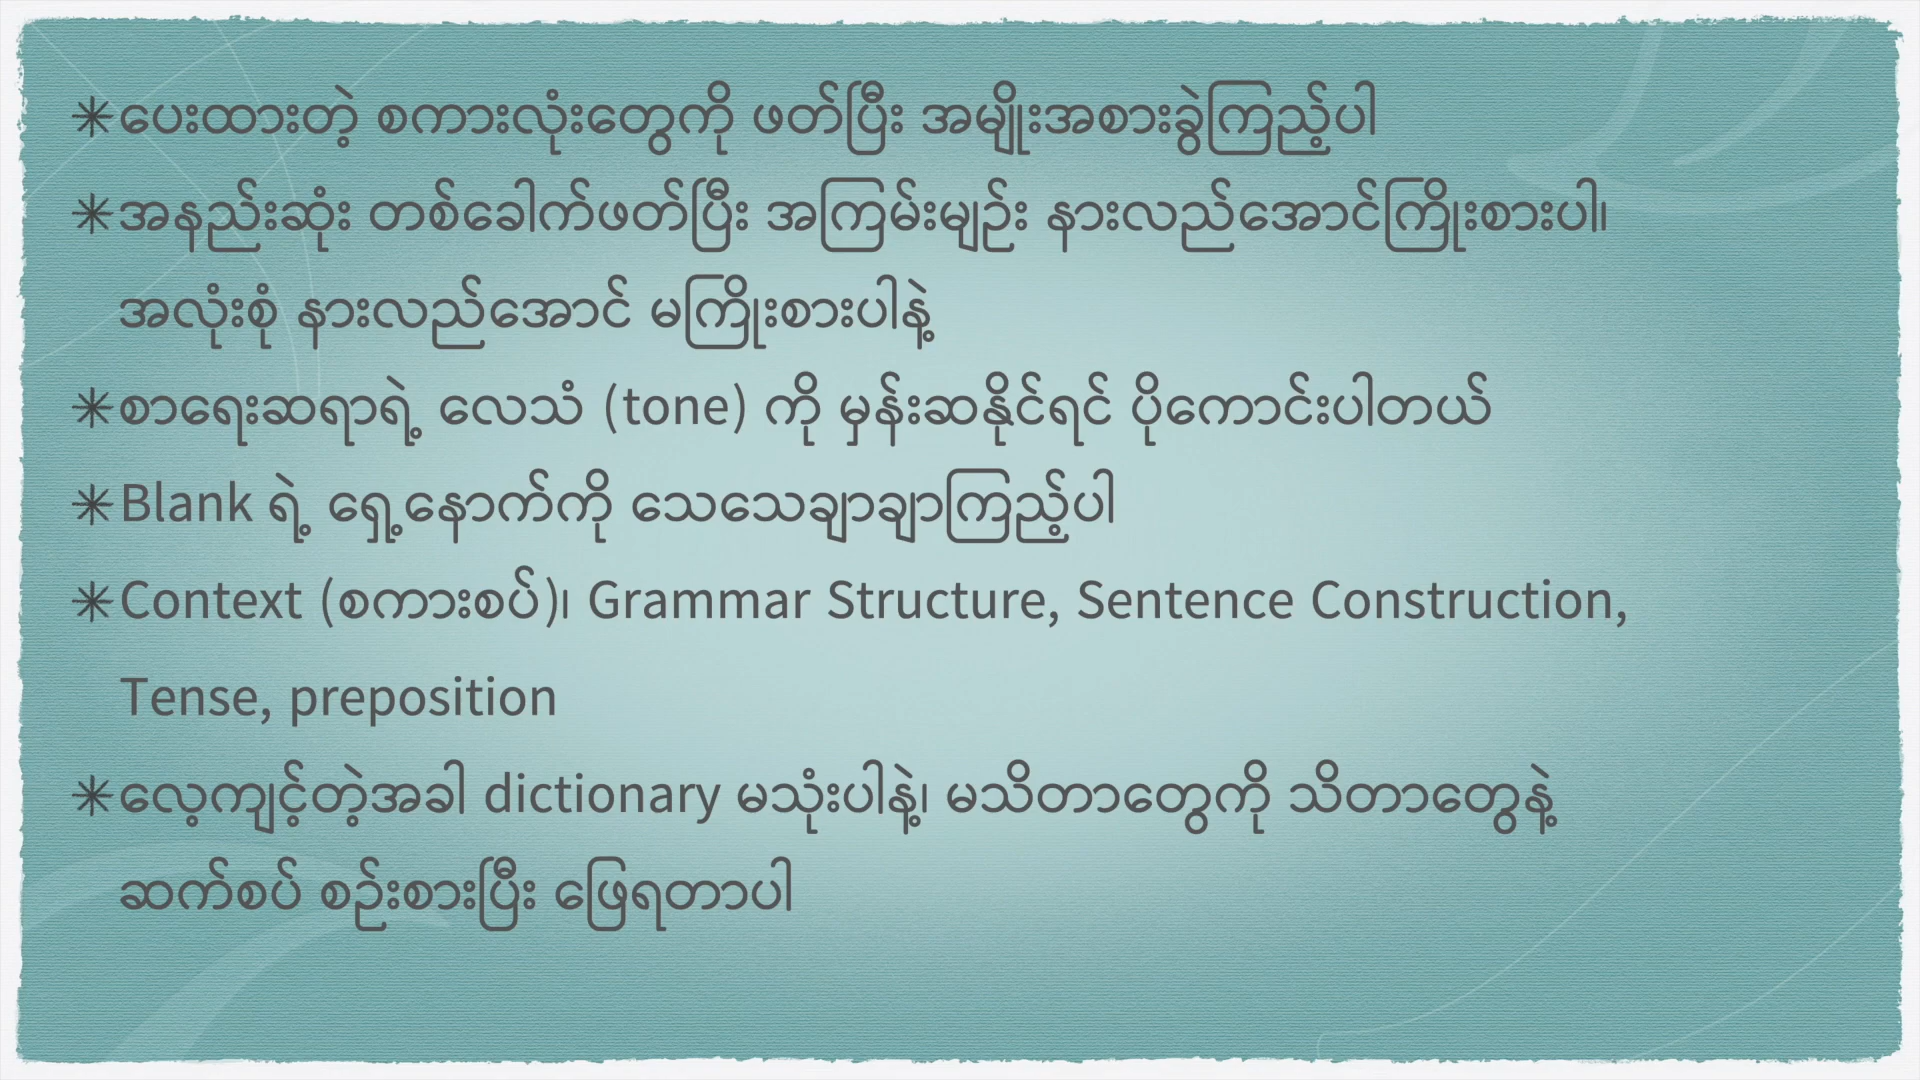 ✳ပေးထားတဲ့ စကားလုံးတွေကို ဖတ်ပြီး အမျိုးအစားခွဲကြည့်ပါ
✳အနည်းဆုံး တစ်ခေါက်ဖတ်ပြီး အကြမ်းမျဉ်း နားလည်အောင်ကြိုးစားပါ၊
အလုံးစုံ နားလည်အောင် မကြိုးစားပါနဲ့
✳စာရေးဆရာရဲ့ လေသံ (tone) ကို မှန်းဆနိုင်ရင် ပိုကောင်းပါတယ်
✳Blank ရဲ့ ရှေ့နောက်ကို သေသေချာချာကြည့်ပါ
✳Context (စကားစပ်)၊ Grammar Structure, Sentence Construction,
Tense, preposition
✳လေ့ကျင့်တဲ့အခါ dictionary မသုံးပါနဲ့၊ မသိတာတွေကို သိတာတွေနဲ့
ဆက်စပ် စဉ်းစားပြီး ဖြေရတာပါ